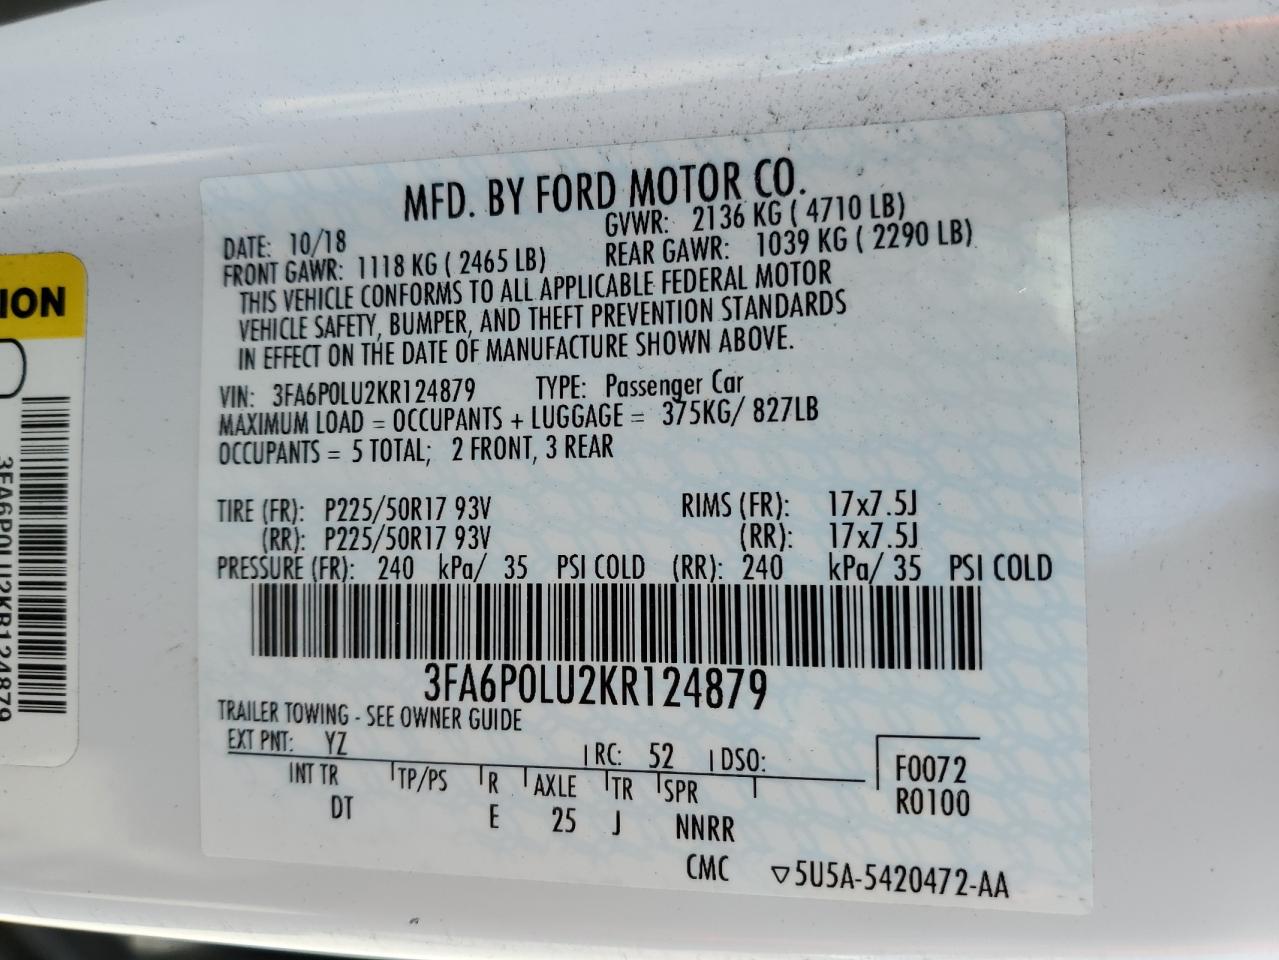 MFD. BY FORD MOTOR CO.
DATE: 10/18 GVWR: 2136 KG ( 4710 LB)
FRONT GAWR: 1118 KG ( 2465 LB) REAR GAWR: 1039 KG ( 2290 LB)
THIS VEHICLE CONFORMS TO ALL APPLICABLE FEDERAL MOTOR
VEHICLE SAFETY, BUMPER, AND THEFT PREVENTION STANDARDS
IN EFFECT ON THE DATE OF MANUFACTURE SHOWN ABOVE.
VIN: 3FA6P0LU2KR124879 TYPE: Passenger Car
MAXIMUM LOAD = OCCUPANTS + LUGGAGE = 375KG/ 827LB
OCCUPANTS = 5 TOTAL; 2 FRONT, 3 REAR
TIRE (FR): P225/50R17 93V RIMS (FR): 17x7.5J
(RR): P225/50R17 93V (RR): 17x7.5J
PRESSURE (FR): 240 kPa/ 35 PSI COLD (RR): 240 kPa/ 35 PSI COLD
3FA6P0LU2KR124879
TRAILER TOWING - SEE OWNER GUIDE
EXT PNT: YZ RC: 52 DSO:
INT TR TP/PS R AXLE TR SPR
DT E 25 J NNRR
F0072
R0100
CMC ▽5U5A-5420472-AA
ION
3FA6P0LU2KR124879